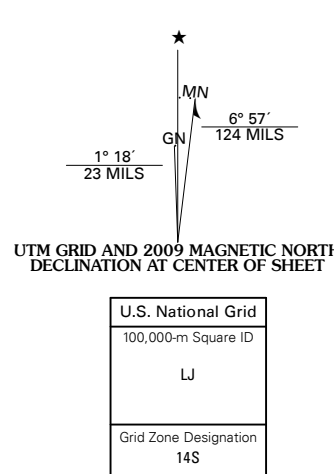 ★
MN
GN
6° 57´
124 MILS
1° 18´
23 MILS
UTM GRID AND 2009 MAGNETIC NORTH
DECLINATION AT CENTER OF SHEET
U.S. National Grid
100,000-m Square ID
LJ
Grid Zone Designation
14S